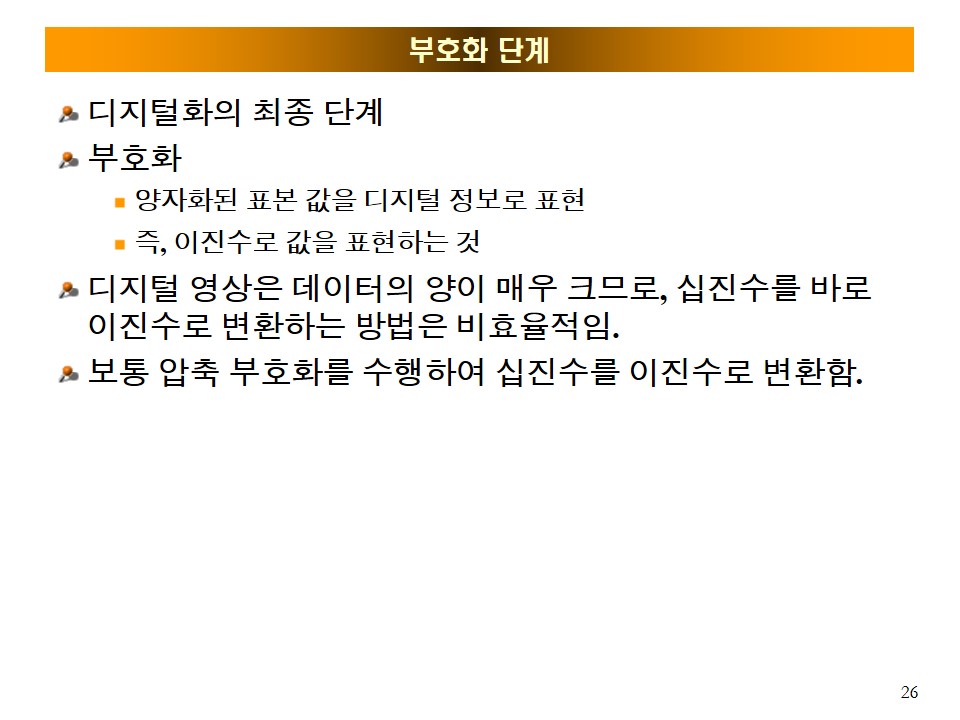 부호화 단계
디지털화의 최종 단계
부호화
양자화된 표본 값을 디지털 정보로 표현
즉, 이진수로 값을 표현하는 것
디지털 영상은 데이터의 양이 매우 크므로, 십진수를 바로
이진수로 변환하는 방법은 비효율적임.
보통 압축 부호화를 수행하여 십진수를 이진수로 변환함.
26